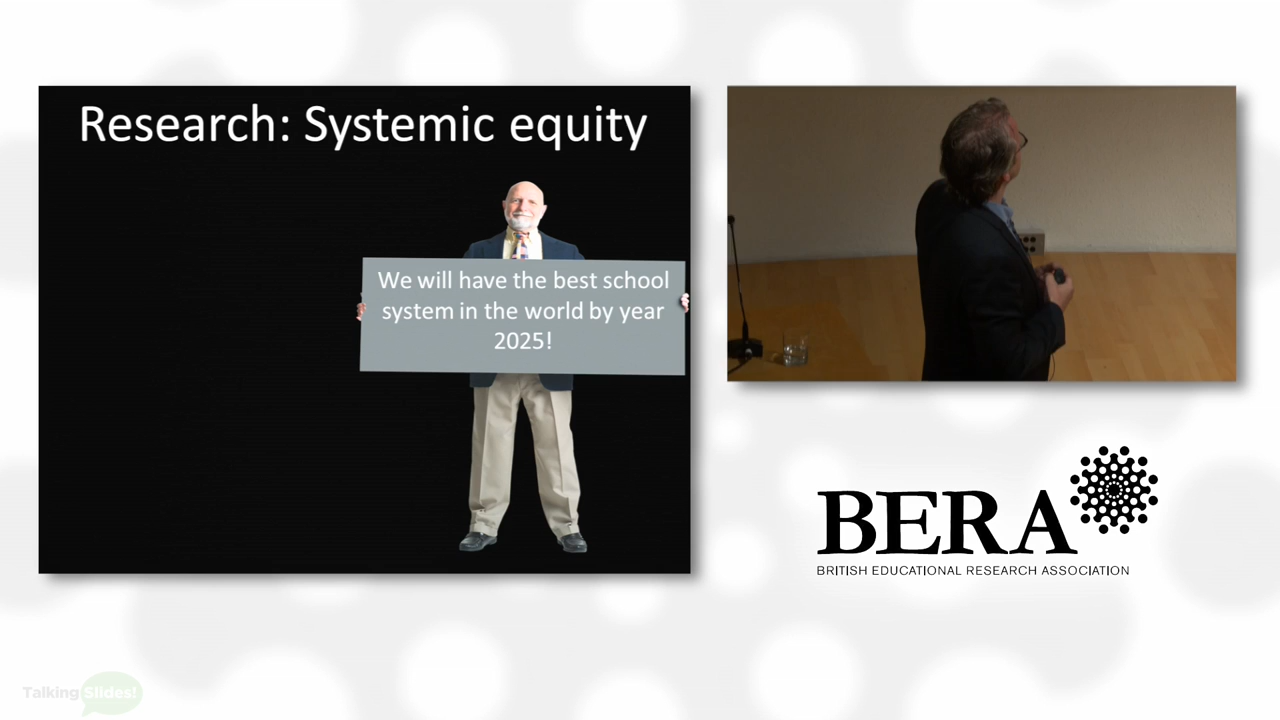 Research: Systemic equity
We will have the best school
system in the world by year
2025!
BERA
BRITISH EDUCATIONAL RESEARCH ASSOCIATION
Talking Slides!